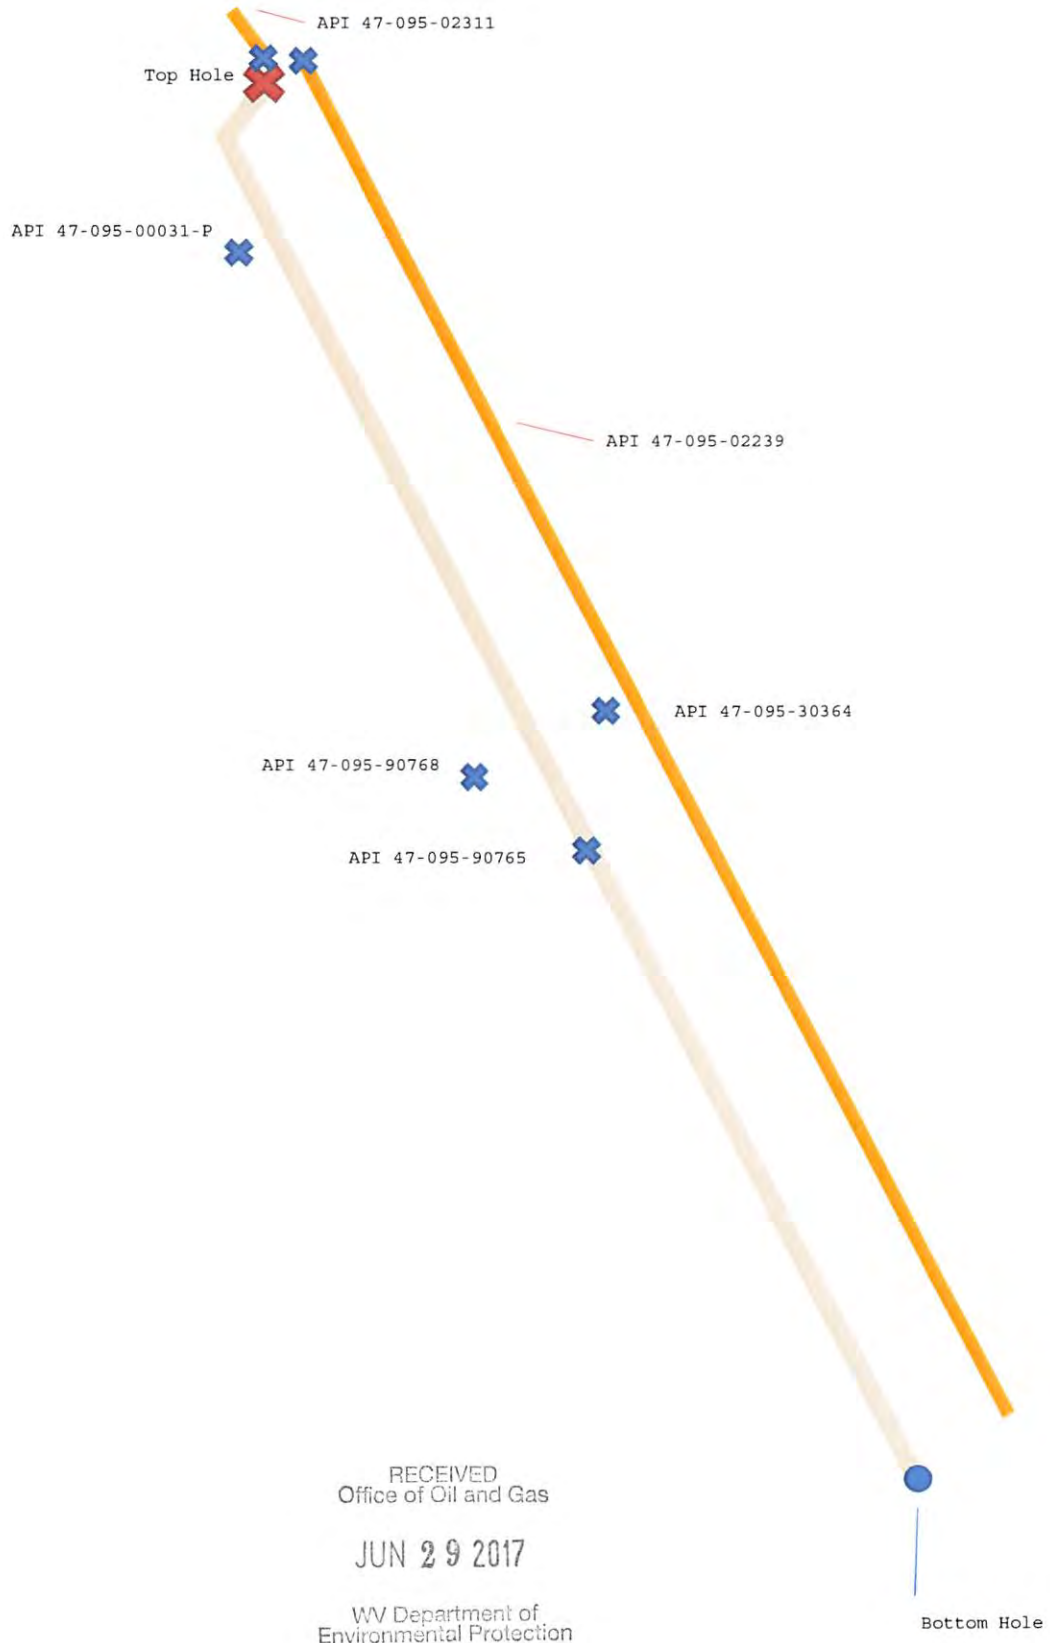 API 47-095-02311
Top Hole
API 47-095-00031-P
API 47-095-02239
API 47-095-30364
API 47-095-90768
API 47-095-90765
RECEIVED
Office of Oil and Gas
JUN 29 2017
WV Department of
Environmental Protection
Bottom Hole